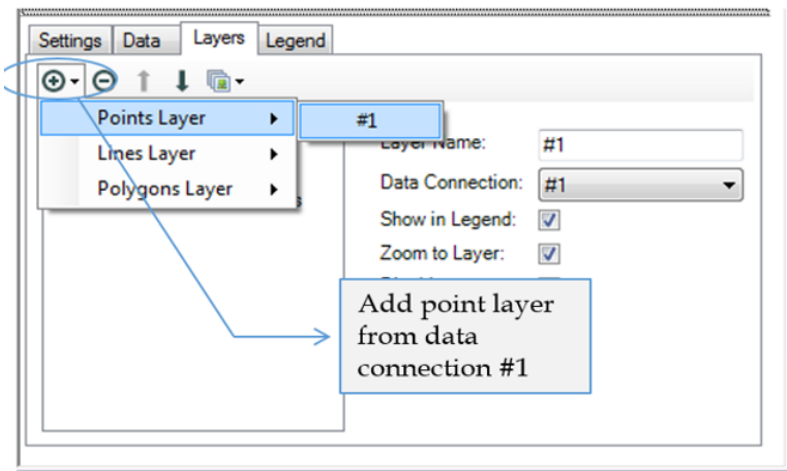 Settings Data Layers Legend
Points Layer #1
Lines Layer
Polygons Layer
Layer Name: #1
Data Connection: #1
Show in Legend:
Zoom to Layer:
Add point layer
from data
connection #1